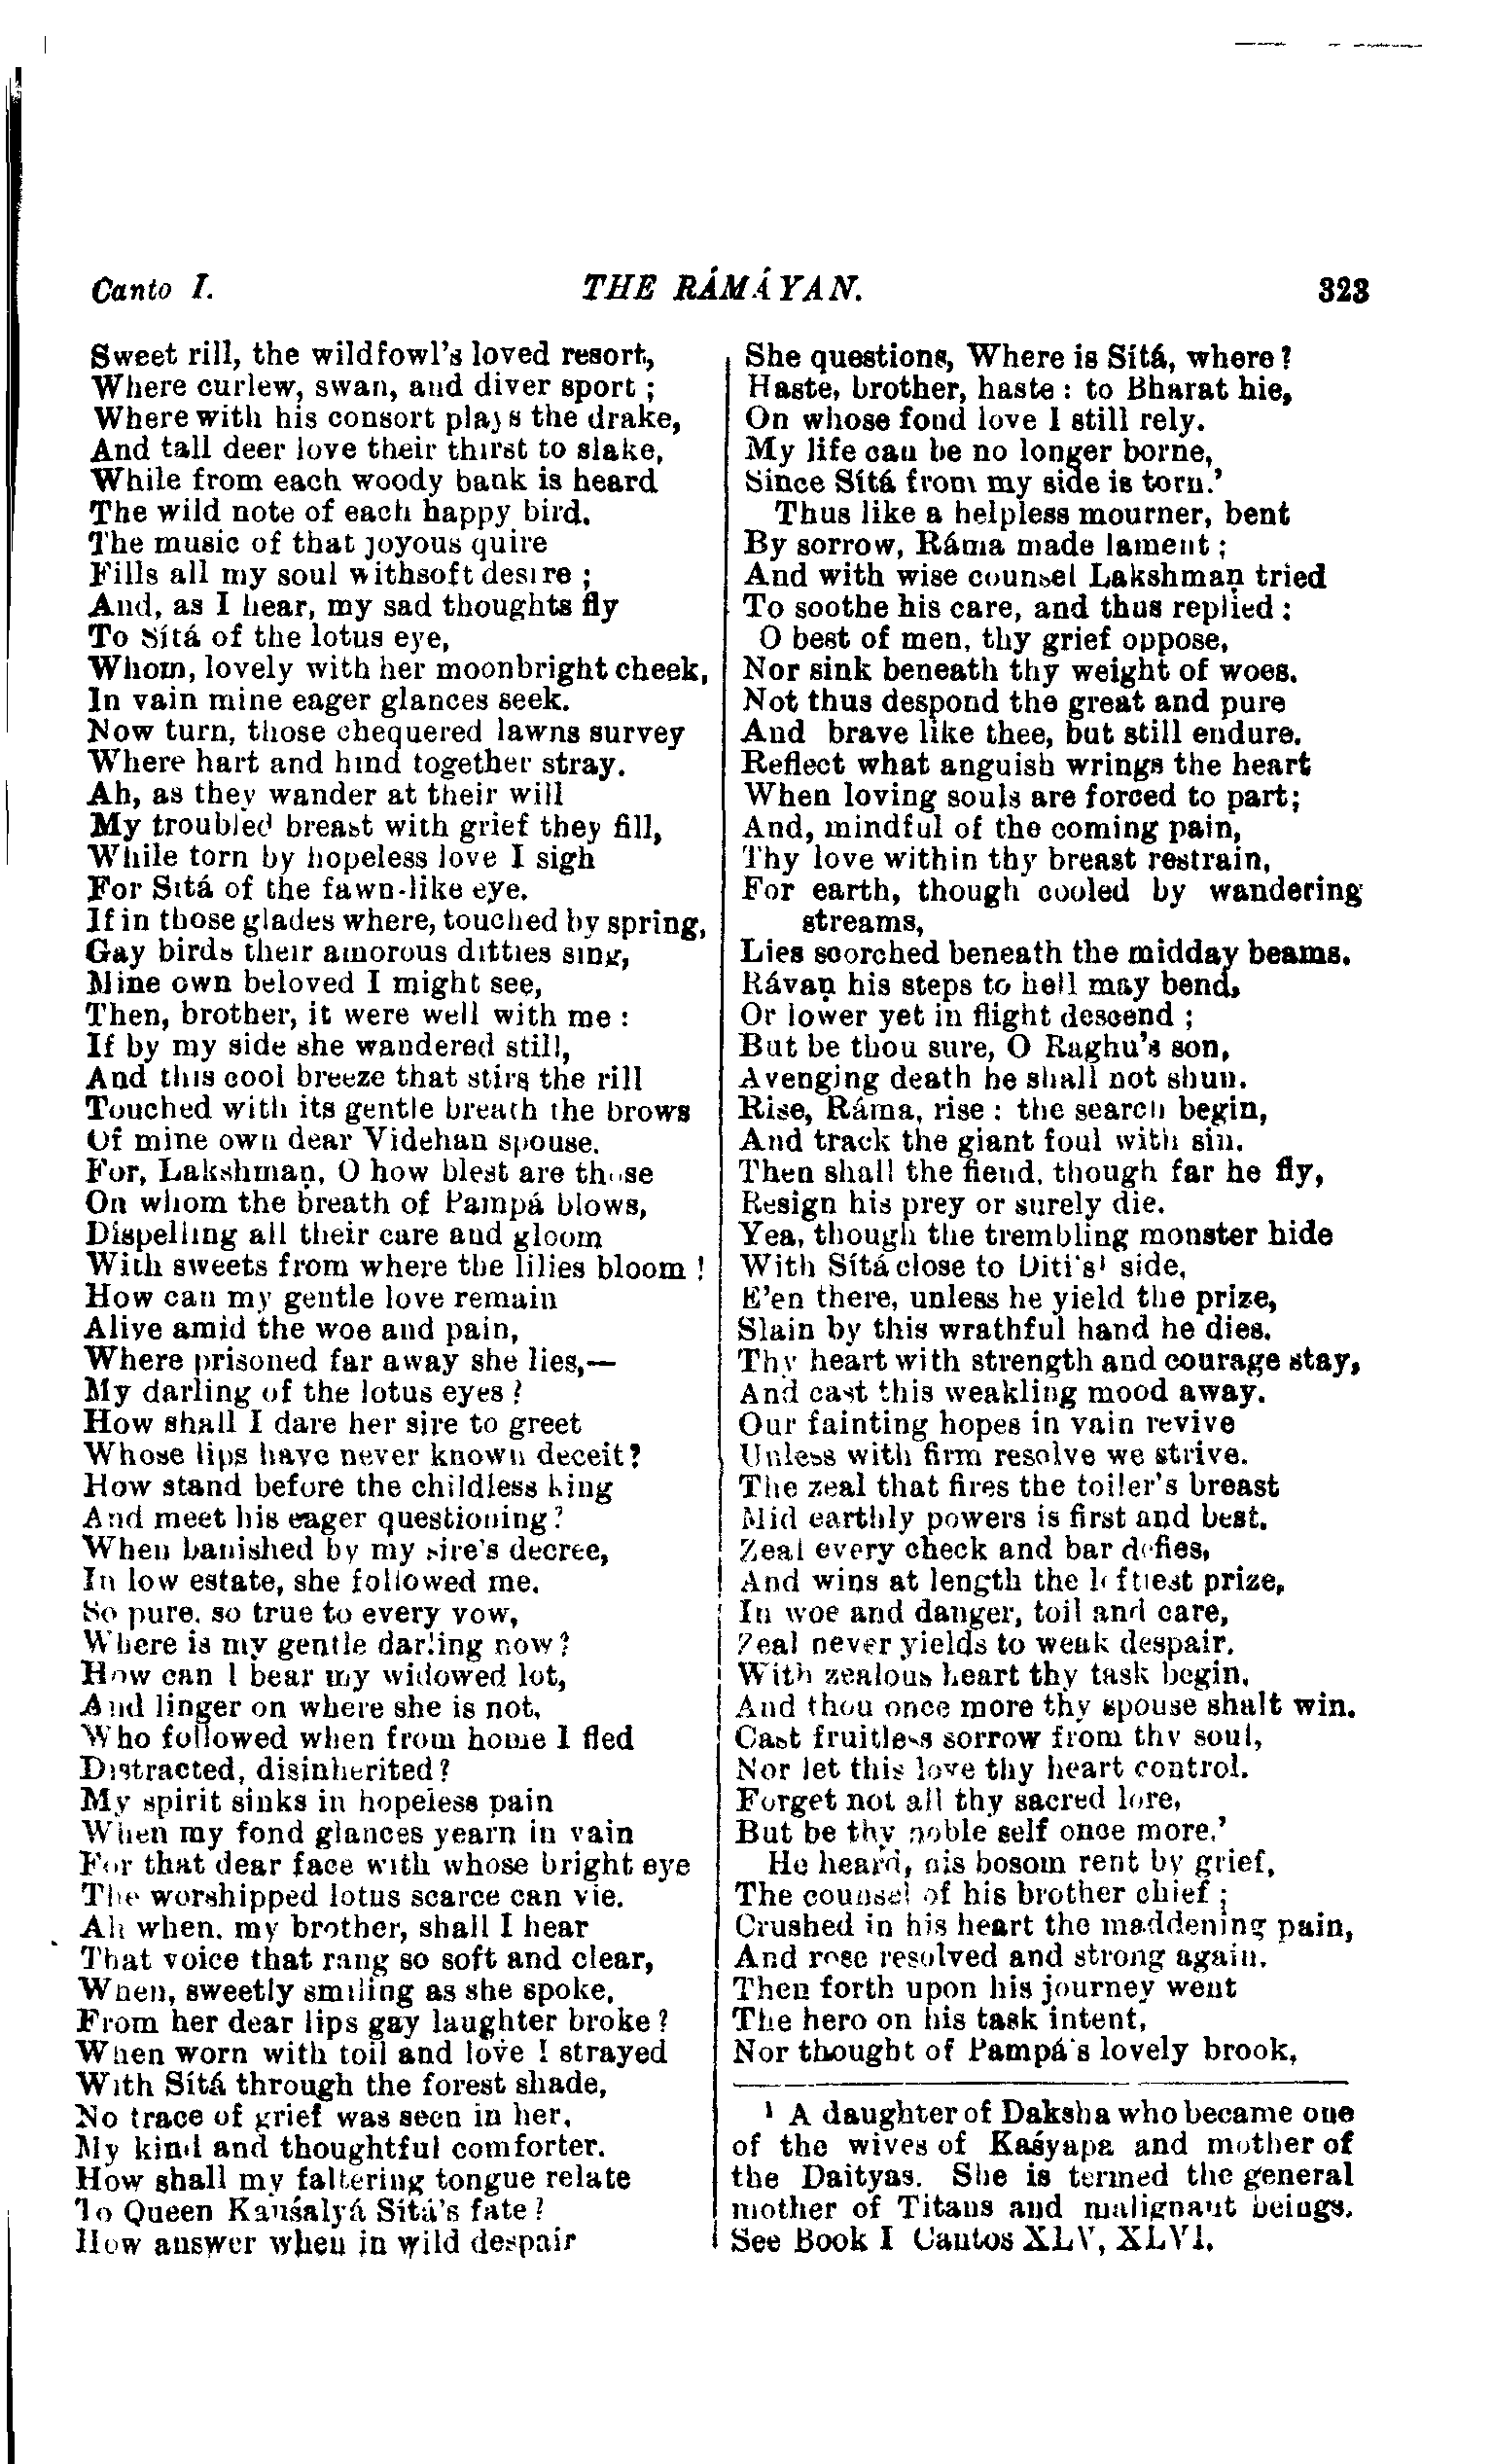 Canto I. THE RÁMÁYAN. 323
Sweet rill, the wildfowl's loved resort,
Where curlew, swan, and diver sport ;
Where with his consort plays the drake,
And tall deer love their thirst to slake,
While from each woody bank is heard
The wild note of each happy bird.
The music of that joyous quire
Fills all my soul withsoft desire ;
And, as I hear, my sad thoughts fly
To Sítá of the lotus eye,
Whom, lovely with her moonbright cheek,
In vain mine eager glances seek.
Now turn, those chequered lawns survey
Where hart and hind together stray.
Ah, as they wander at their will
My troubled breast with grief they fill,
While torn by hopeless love I sigh
For Sítá of the fawn-like eye.
If in those glades where, touched by spring,
Gay birds their amorous ditties sing,
Mine own beloved I might see,
Then, brother, it were well with me :
If by my side she wandered still,
And this cool breeze that stirs the rill
Touched with its gentle breath the brows
Of mine own dear Videhan spouse.
For, Lakshmaṇ, O how blest are those
On whom the breath of Pampá blows,
Dispelling all their care and gloom
With sweets from where the lilies bloom !
How can my gentle love remain
Alive amid the woe and pain,
Where prisoned far away she lies,—
My darling of the lotus eyes ?
How shall I dare her sire to greet
Whose lips have never known deceit?
How stand before the childless king
And meet his eager questioning?
When banished by my sire's decree,
In low estate, she followed me.
So pure, so true to every vow,
Where is my gentle darling now?
How can I bear my widowed lot,
And linger on where she is not,
Who followed when from home I fled
Distracted, disinherited?
My spirit sinks in hopeless pain
When my fond glances yearn in vain
For that dear face with whose bright eye
The worshipped lotus scarce can vie.
Ah when, my brother, shall I hear
That voice that rang so soft and clear,
When, sweetly smiling as she spoke,
From her dear lips gay laughter broke?
When worn with toil and love I strayed
With Sítá through the forest shade,
No trace of grief was seen in her,
My kind and thoughtful comforter.
How shall my faltering tongue relate
To Queen Kauśalyá Sítá's fate?
How answer when in wild despair
She questions, Where is Sítá, where?
Haste, brother, haste : to Bharat hie,
On whose fond love I still rely.
My life can be no longer borne,
Since Sítá from my side is torn.'
Thus like a helpless mourner, bent
By sorrow, Ráma made lament ;
And with wise counsel Lakshmaṇ tried
To soothe his care, and thus replied :
O best of men, thy grief oppose,
Nor sink beneath thy weight of woes.
Not thus despond the great and pure
And brave like thee, but still endure.
Reflect what anguish wrings the heart
When loving souls are forced to part;
And, mindful of the coming pain,
Thy love within thy breast restrain.
For earth, though cooled by wandering
streams,
Lies scorched beneath the midday beams.
Rávaṇ his steps to hell may bend,
Or lower yet in flight descend ;
But be thou sure, O Raghu's son,
Avenging death he shall not shun.
Rise, Ráma, rise : the search begin,
And track the giant foul with sin.
Then shall the fiend, though far he fly,
Resign his prey or surely die.
Yea, though the trembling monster hide
With Sítá close to Diti's¹ side,
E'en there, unless he yield the prize,
Slain by this wrathful hand he dies.
Thy heart with strength and courage stay,
And cast this weakling mood away.
Our fainting hopes in vain revive
Unless with firm resolve we strive.
The zeal that fires the toiler's breast
Mid earthly powers is first and best.
Zeal every check and bar defies,
And wins at length the loftiest prize,
In woe and danger, toil and care,
Zeal never yields to weak despair.
With zealous heart thy task begin,
And thou once more thy spouse shalt win.
Cast fruitless sorrow from thy soul,
Nor let this love thy heart control.
Forget not all thy sacred lore,
But be thy noble self once more.'
He heard, his bosom rent by grief,
The counsel of his brother chief ;
Crushed in his heart the maddening pain,
And rose resolved and strong again.
Then forth upon his journey went
The hero on his task intent,
Nor thought of Pampá's lovely brook,
¹ A daughter of Daksha who became one
of the wives of Kaśyapa and mother of
the Daityas. She is termed the general
mother of Titans and malignant beings.
See Book I Cantos XLV, XLVI.